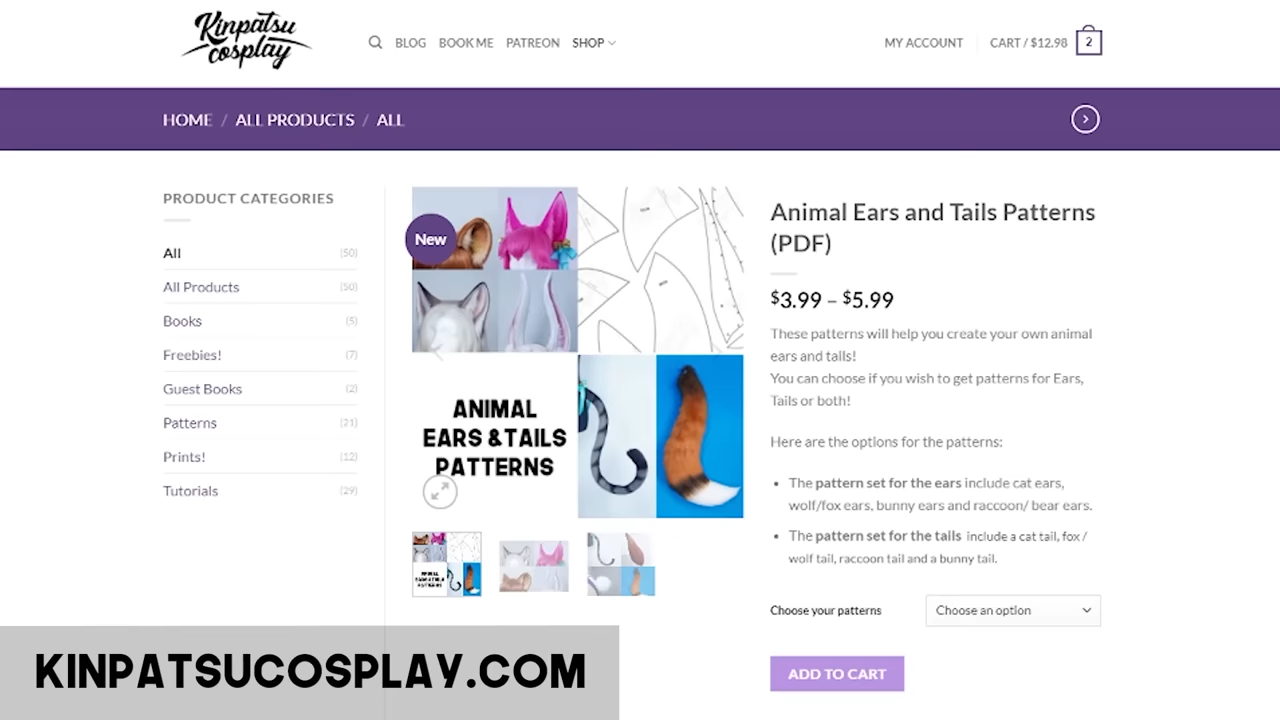 Kinpatsu
cosplay
BLOG
BOOK ME
PATREON
SHOP
MY ACCOUNT
CART / $12.98
2
HOME / ALL PRODUCTS / ALL
PRODUCT CATEGORIES
All (50)
All Products (50)
Books (5)
Freebies! (7)
Guest Books (2)
Patterns (21)
Prints! (12)
Tutorials (29)
New
ANIMAL
EARS & TAILS
PATTERNS
Animal Ears and Tails Patterns
(PDF)
$3.99 – $5.99
These patterns will help you create your own animal
ears and tails!
You can choose if you wish to get patterns for Ears,
Tails or both!
Here are the options for the patterns:
The pattern set for the ears include cat ears,
wolf/fox ears, bunny ears and raccoon/ bear ears.
The pattern set for the tails include a cat tail, fox /
wolf tail, raccoon tail and a bunny tail.
Choose your patterns
Choose an option
ADD TO CART
KINPATSUCOSPLAY.COM